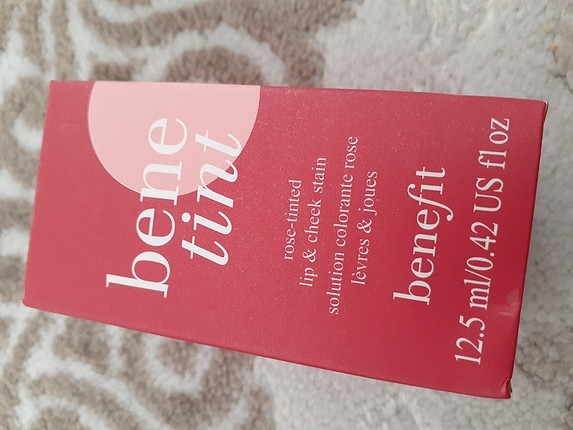 bene
tint
rose-tinted
lip & cheek stain
solution colorante rose
lèvres & joues
benefit
12.5 ml/0.42 US fl oz